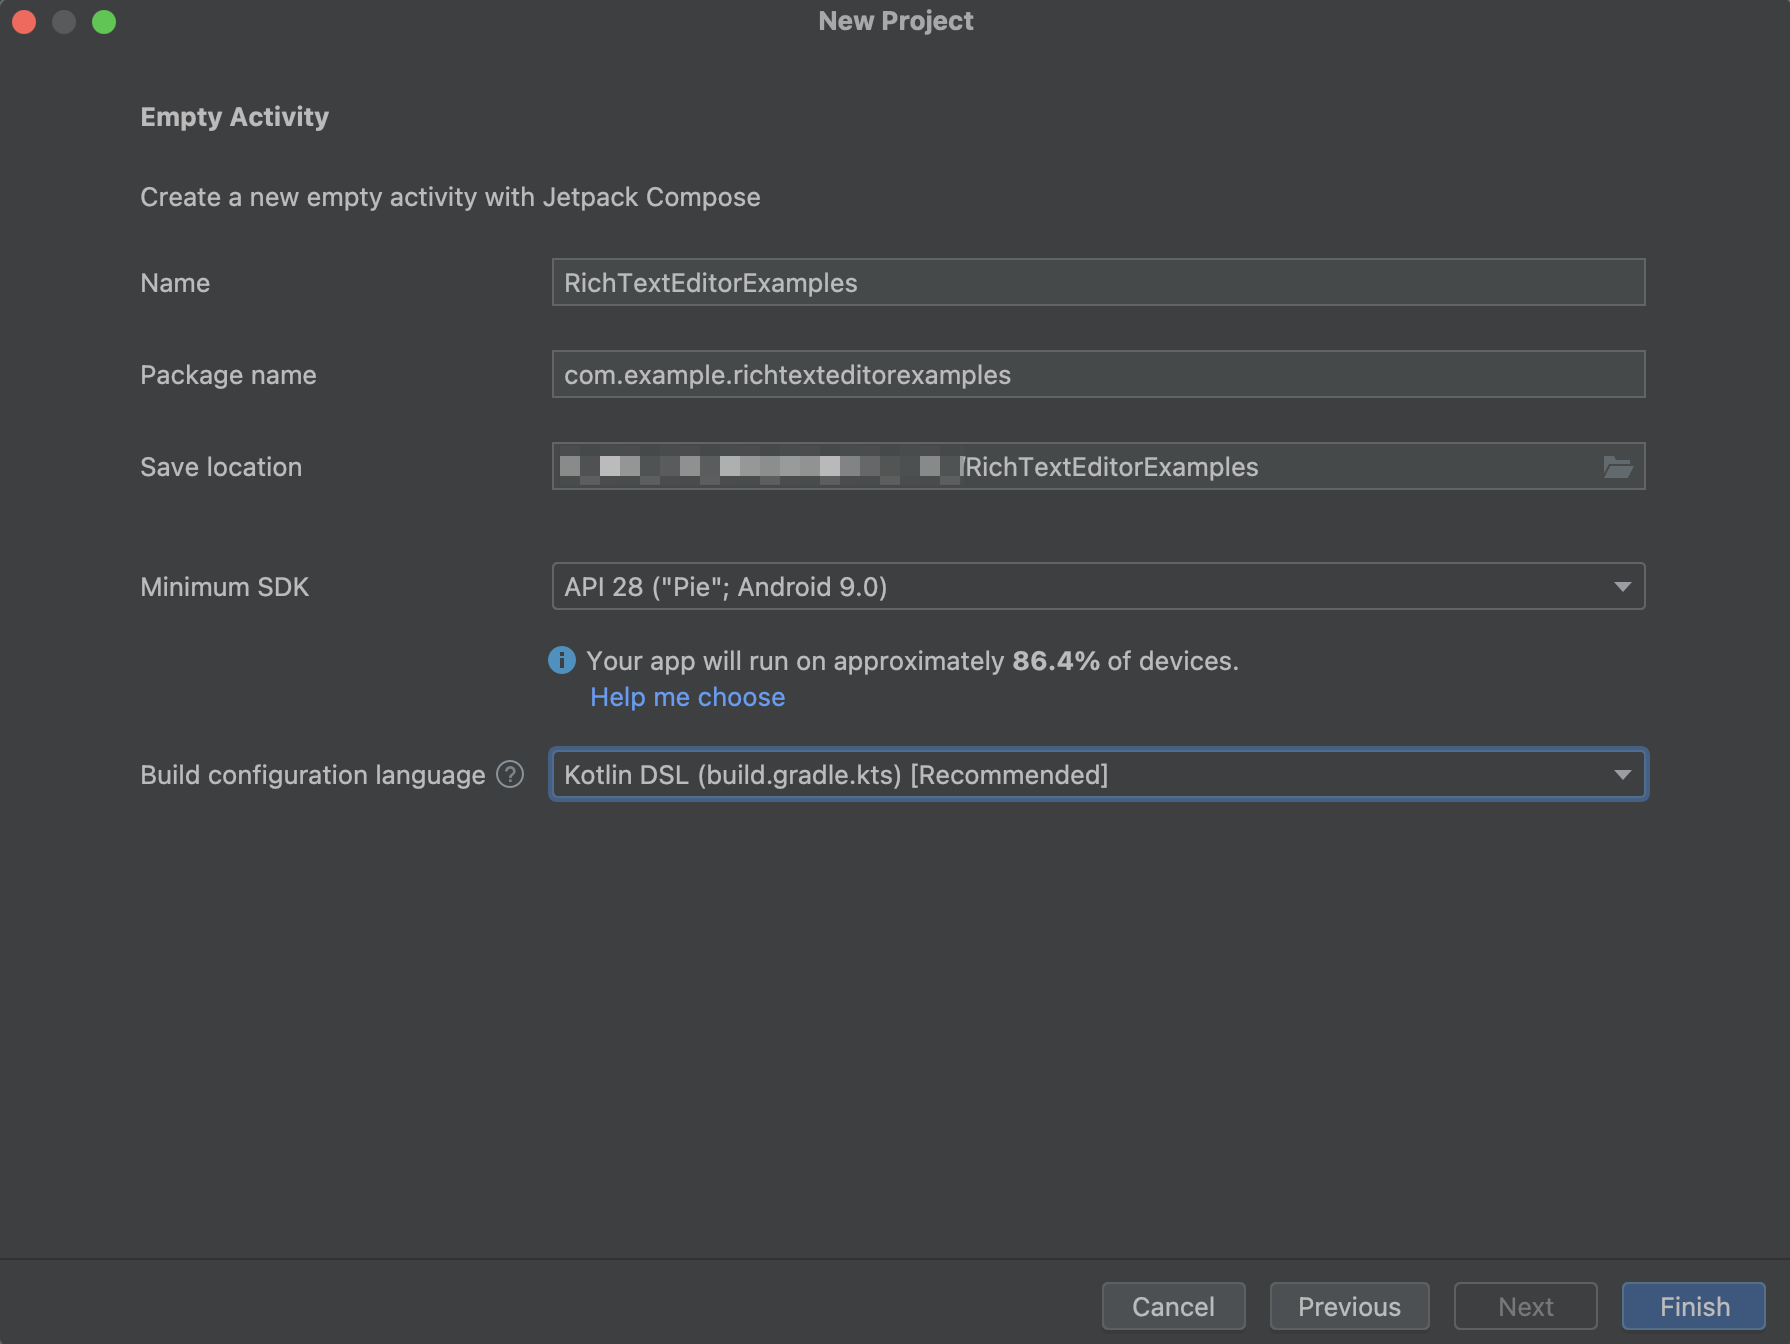 New Project
Empty Activity
Create a new empty activity with Jetpack Compose
Name
RichTextEditorExamples
Package name
com.example.richtexteditorexamples
Save location
/RichTextEditorExamples
Minimum SDK
API 28 ("Pie"; Android 9.0)
Your app will run on approximately 86.4% of devices.
Help me choose
Build configuration language ?
Kotlin DSL (build.gradle.kts) [Recommended]
Cancel
Previous
Next
Finish